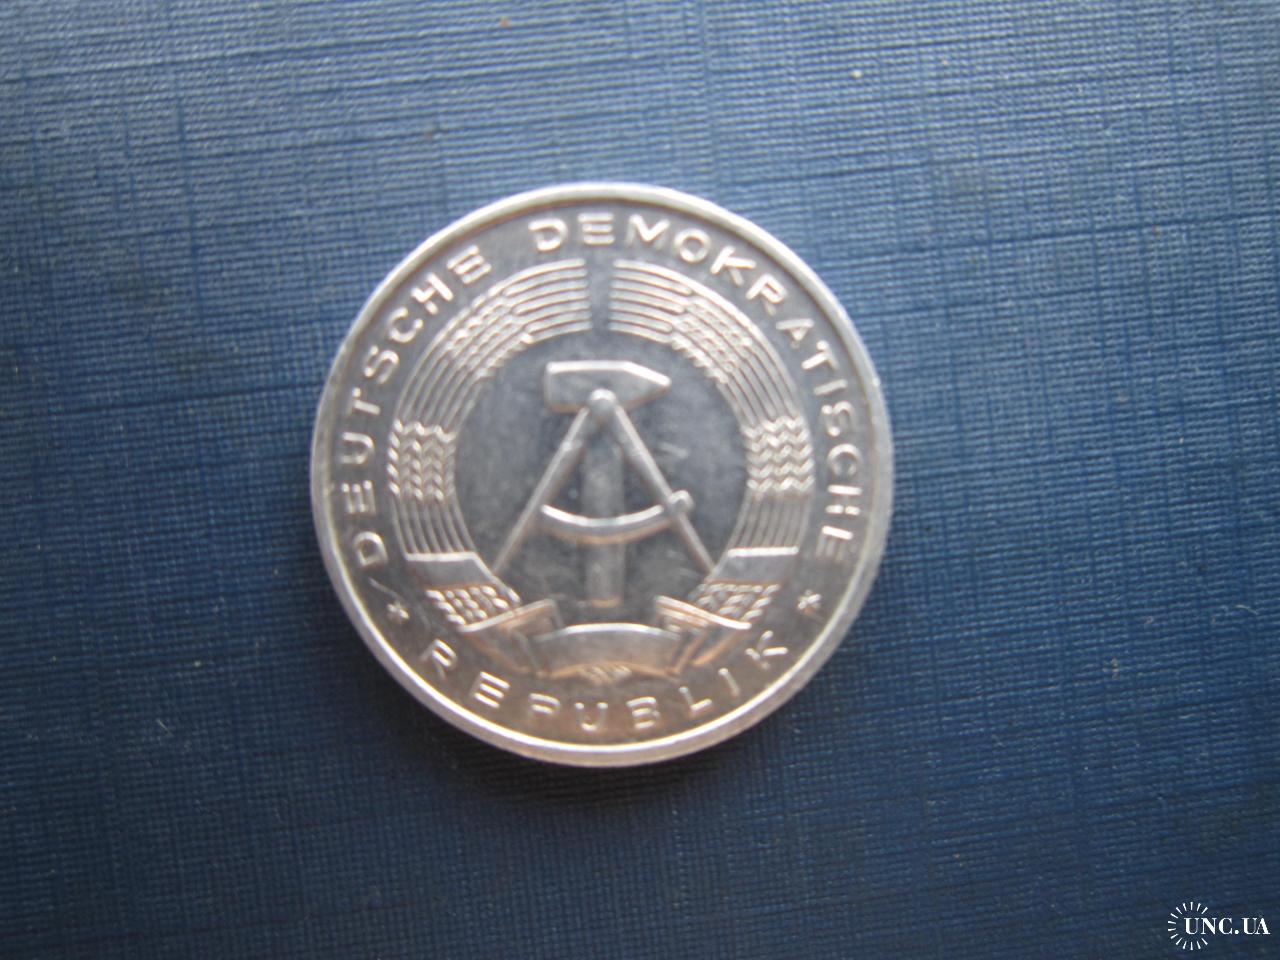 DEUTSCHE DEMOKRATISCHE
* REPUBLIK *
UNC.UA